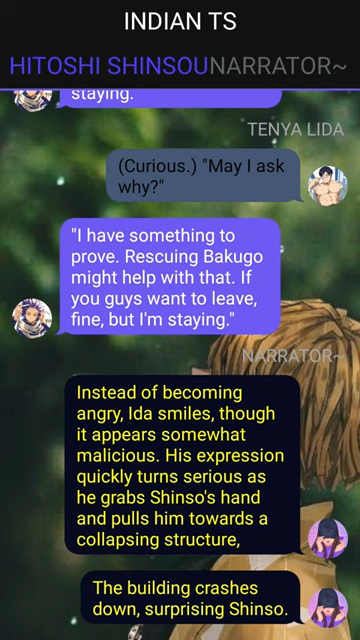 INDIAN TS
HITOSHI SHINSOUNARRATOR~
staying.
TENYA LIDA
(Curious.) "May I ask
why?"
"I have something to
prove. Rescuing Bakugo
might help with that. If
you guys want to leave,
fine, but I'm staying."
NARRATOR~
Instead of becoming
angry, Ida smiles, though
it appears somewhat
malicious. His expression
quickly turns serious as
he grabs Shinso's hand
and pulls him towards a
collapsing structure,
The building crashes
down, surprising Shinso.